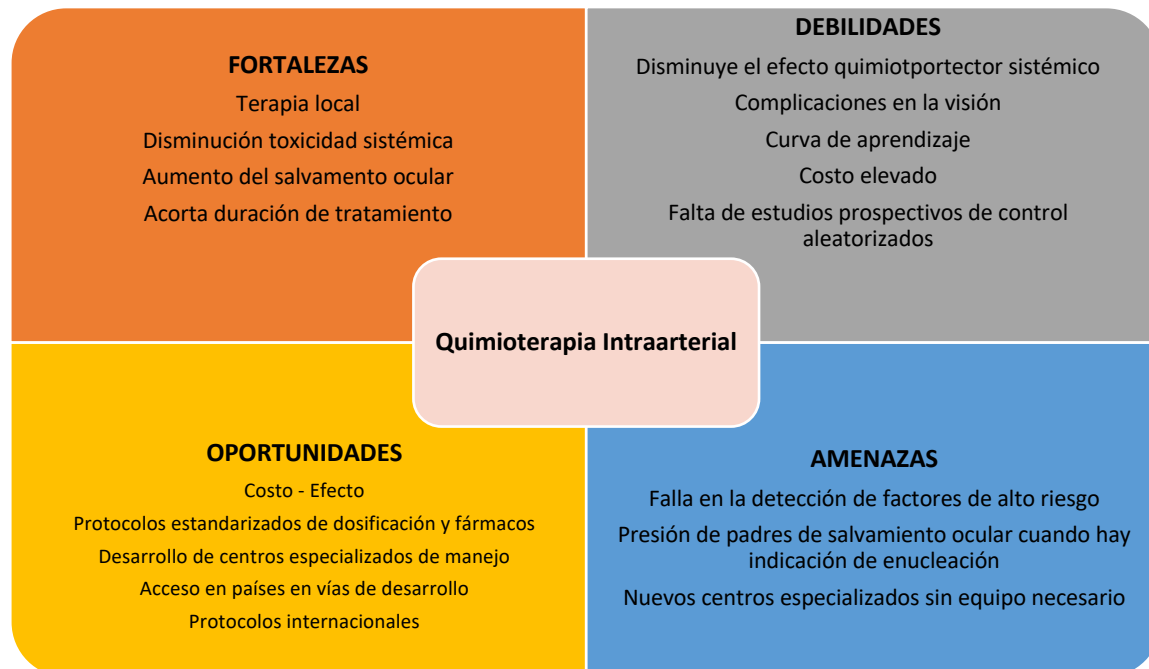 FORTALEZAS
Terapia local
Disminución toxicidad sistémica
Aumento del salvamento ocular
Acorta duración de tratamiento
DEBILIDADES
Disminuye el efecto quimiotportector sistémico
Complicaciones en la visión
Curva de aprendizaje
Costo elevado
Falta de estudios prospectivos de control
aleatorizados
Quimioterapia Intraarterial
OPORTUNIDADES
Costo - Efecto
Protocolos estandarizados de dosificación y fármacos
Desarrollo de centros especializados de manejo
Acceso en países en vías de desarrollo
Protocolos internacionales
AMENAZAS
Falla en la detección de factores de alto riesgo
Presión de padres de salvamiento ocular cuando hay
indicación de enucleación
Nuevos centros especializados sin equipo necesario